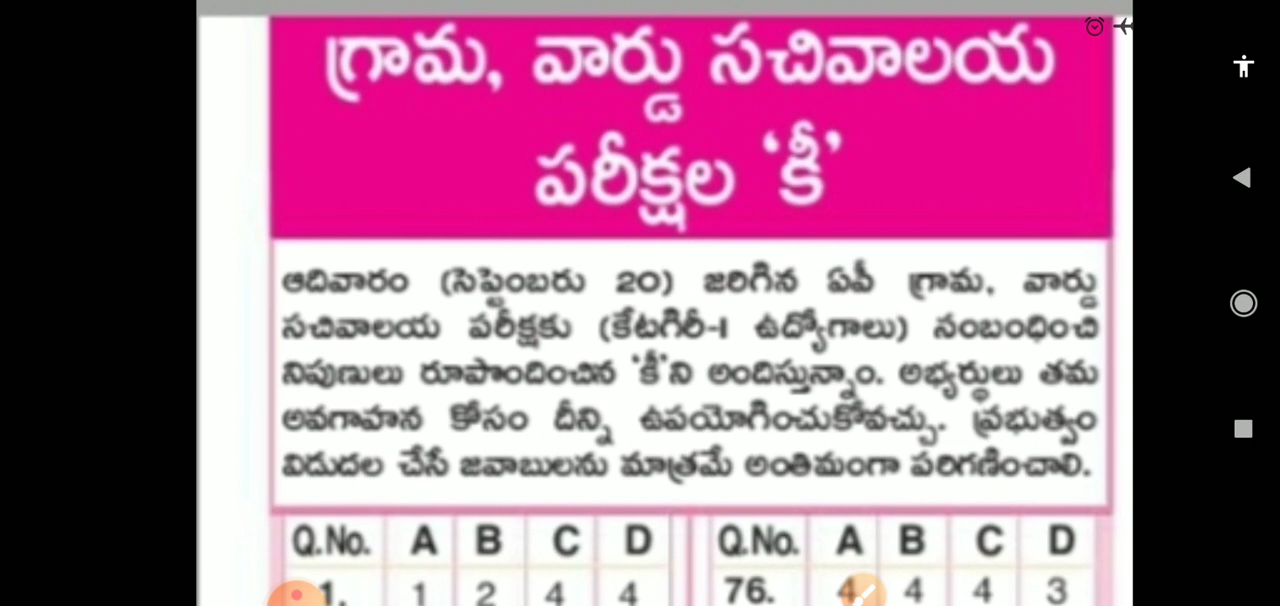 గ్రామ, వార్డు సచివాలయ
పరీక్షల ‘కీ’
ఆదివారం (సెప్టెంబరు 20) జరిగిన ఏపీ గ్రామ, వార్డు
సచివాలయ పరీక్షకు (కేటగిరీ-I ఉద్యోగాలు) సంబంధించి
నిపుణులు రూపొందించిన ‘కీ’ని అందిస్తున్నాం. అభ్యర్థులు తమ
అవగాహన కోసం దీన్ని ఉపయోగించుకోవచ్చు. ప్రభుత్వం
విడుదల చేసే జవాబులను మాత్రమే అంతిమంగా పరిగణించాలి.
Q.No. A B C D Q.No. A B C D
1. 1 2 4 4 76. 4 4 4 3